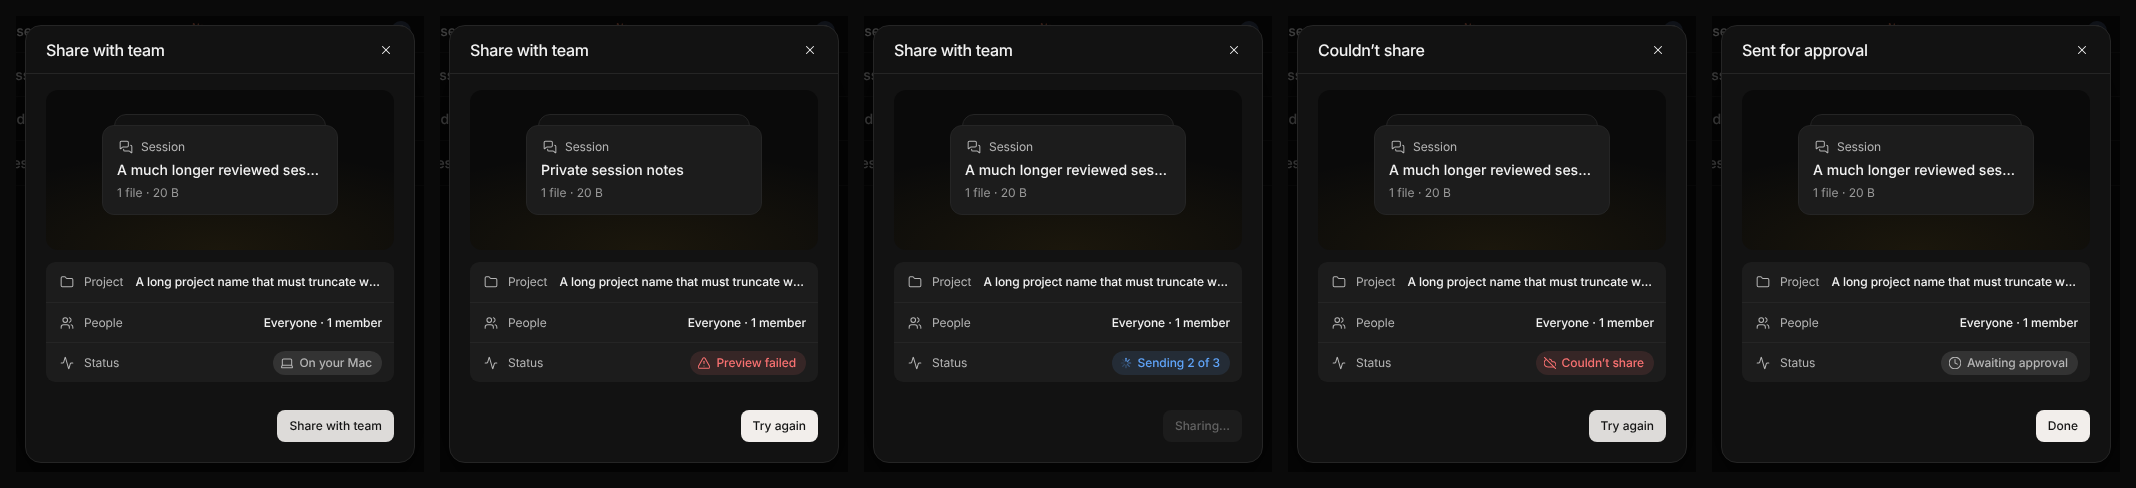 Share with team
Session
A much longer reviewed ses...
1 file · 20 B
Project A long project name that must truncate w...
People Everyone · 1 member
Status On your Mac
Share with team
Share with team
Session
Private session notes
1 file · 20 B
Project A long project name that must truncate w...
People Everyone · 1 member
Status Preview failed
Try again
Share with team
Session
A much longer reviewed ses...
1 file · 20 B
Project A long project name that must truncate w...
People Everyone · 1 member
Status Sending 2 of 3
Sharing...
Couldn’t share
Session
A much longer reviewed ses...
1 file · 20 B
Project A long project name that must truncate w...
People Everyone · 1 member
Status Couldn’t share
Try again
Sent for approval
Session
A much longer reviewed ses...
1 file · 20 B
Project A long project name that must truncate w...
People Everyone · 1 member
Status Awaiting approval
Done